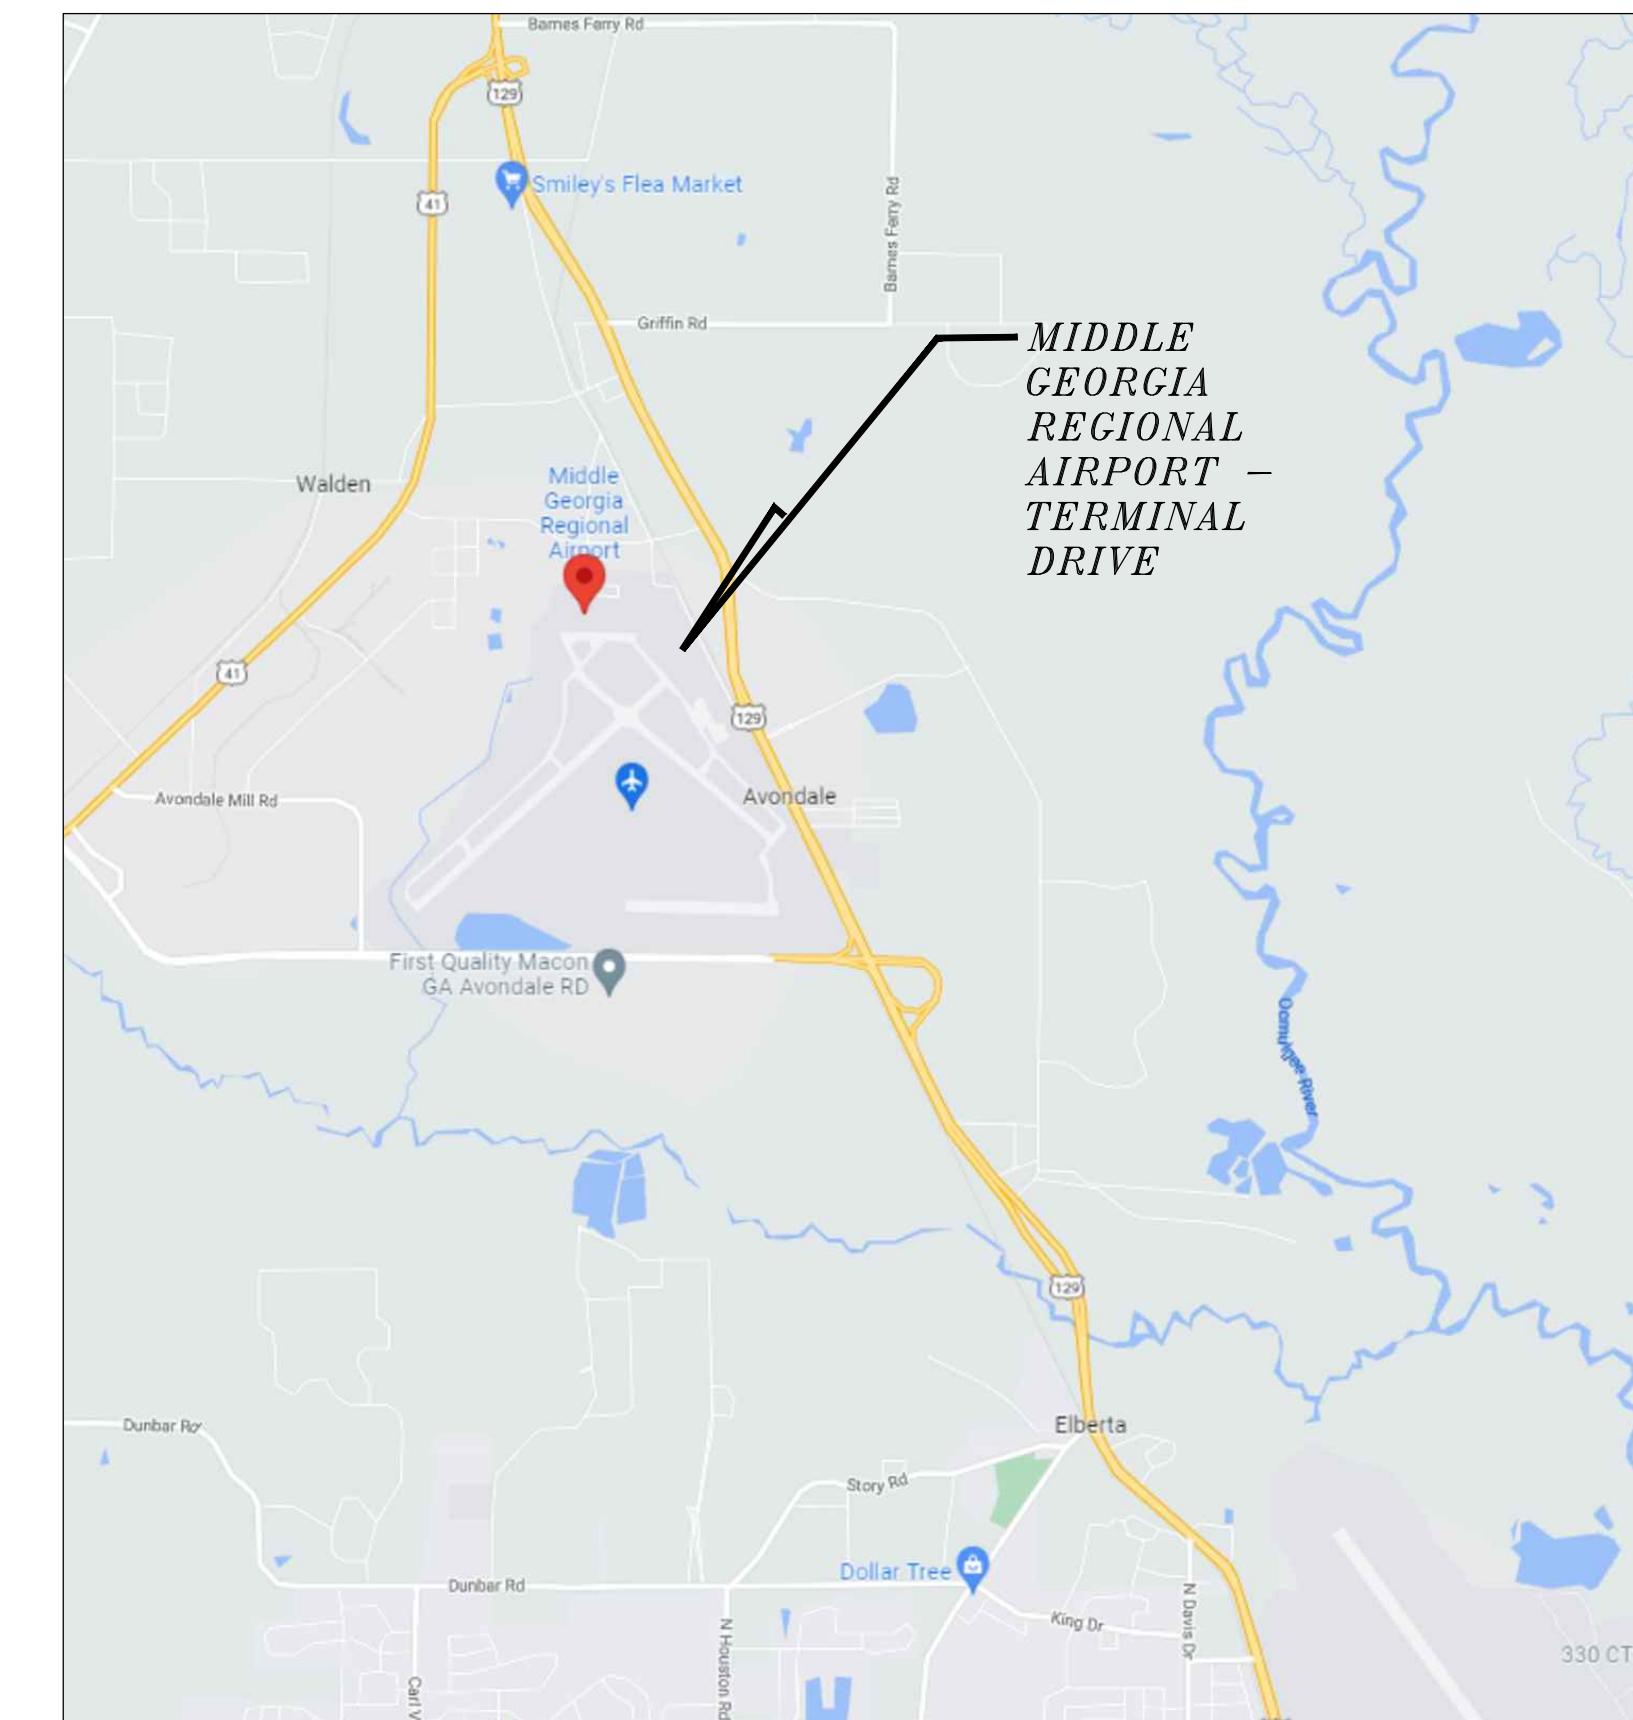 Barnes Ferry Rd
129
Smiley's Flea Market
41
Barnes Ferry Rd
Griffin Rd
MIDDLE
GEORGIA
REGIONAL
AIRPORT –
TERMINAL
DRIVE
Walden
Middle
Georgia
Regional
Airport
41
129
Avondale Mill Rd
Avondale
First Quality Macon
GA Avondale RD
Ocmulgee River
129
Dunbar Rd
Elberta
Story Rd
Dollar Tree
Dunbar Rd
King Dr
N Davis Dr
N Houston Rd
Carl V
330 CT